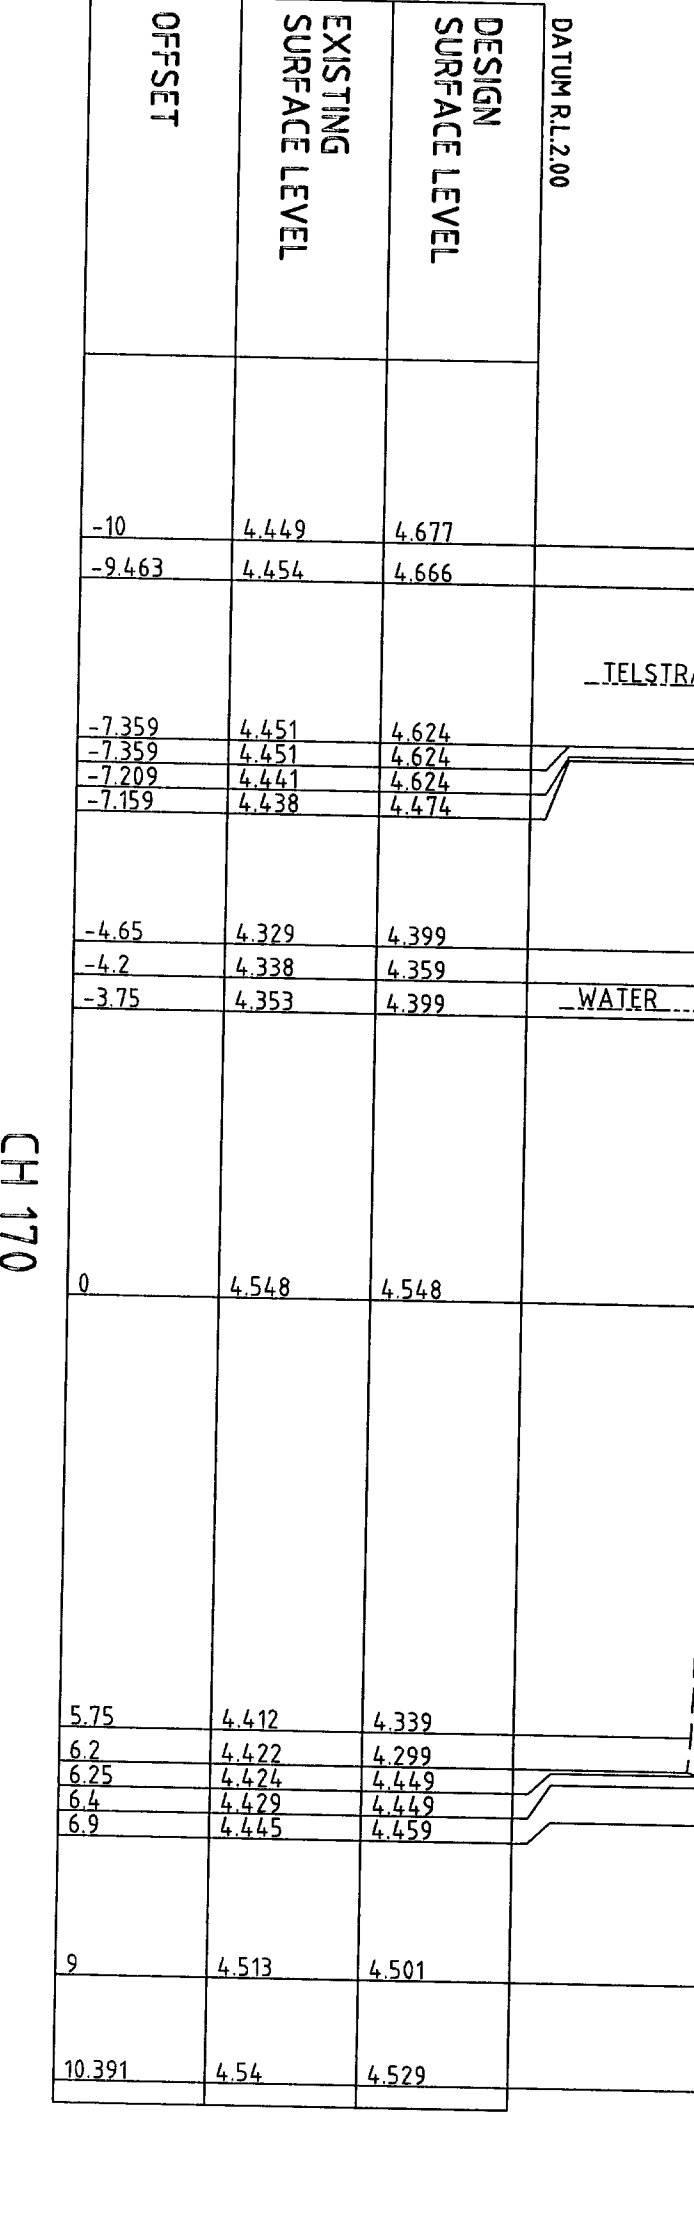 DATUM R.L.2.00
DESIGN
SURFACE LEVEL
EXISTING
SURFACE LEVEL
OFFSET
-10 4.449 4.677
-9.463 4.454 4.666
TELSTRA
-7.359 4.451 4.624
-7.359 4.451 4.624
-7.209 4.441 4.624
-7.159 4.438 4.474
-4.65 4.329 4.399
-4.2 4.338 4.359
-3.75 4.353 4.399 WATER
CH 170
0 4.548 4.548
5.75 4.412 4.339
6.2 4.422 4.299
6.25 4.424 4.449
6.4 4.429 4.449
6.9 4.445 4.459
9 4.513 4.501
10.391 4.54 4.529